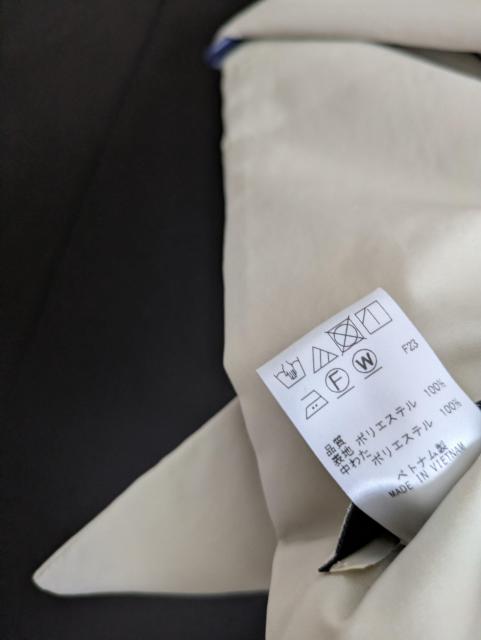 F23
F W
品質
表地 ポリエステル 100%
中わた ポリエステル 100%
ベトナム製
MADE IN VIETNAM